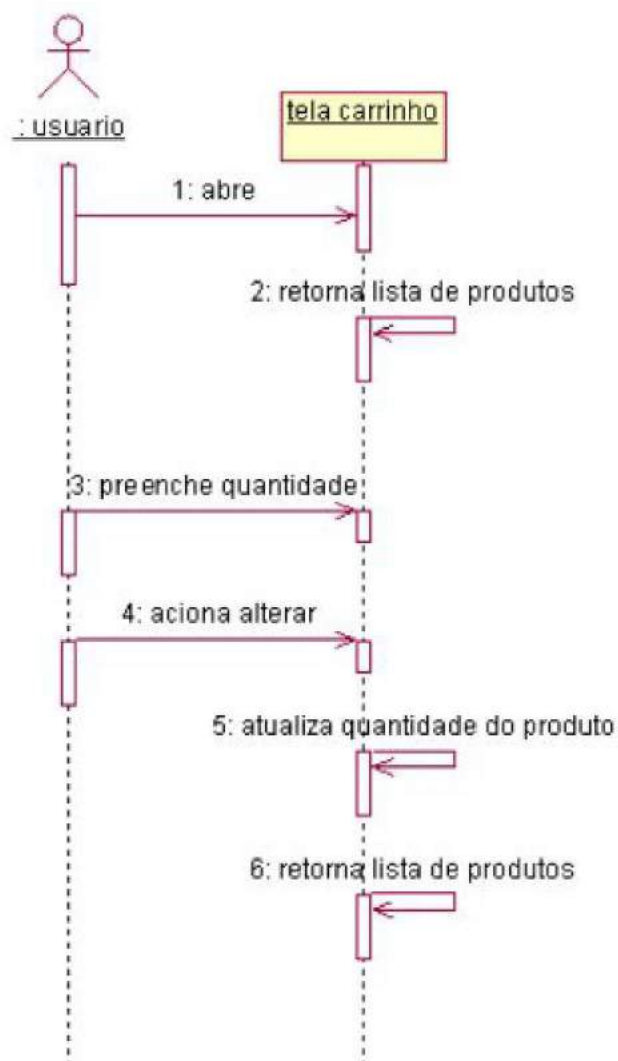 : usuario
tela carrinho
1: abre
2: retorna lista de produtos
3: preenche quantidade
4: aciona alterar
5: atualiza quantidade do produto
6: retorna lista de produtos